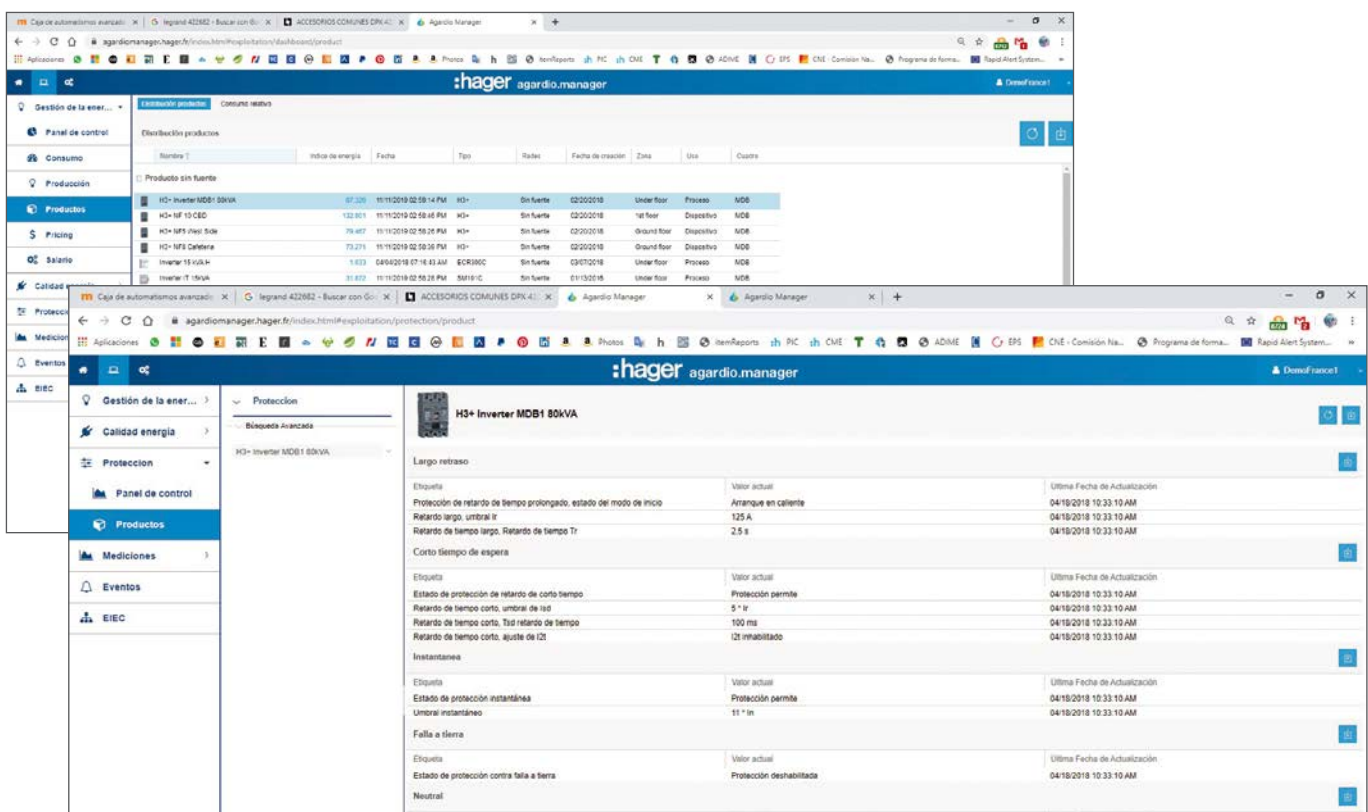 Caja de automatismos avanzado
legrand 422682 - Buscar con Go
ACCESORIOS COMUNES DPX
Agardio Manager
agardiomanager.hager.fr/index.html#exploitation/dashboard/product
Aplicaciones
Photos
h
itemReports
PIC
CME
T
ADIME
EPS
CNE - Comisión Na...
Programa de forma...
Rapid Alert System...
:hager agardio.manager
DemoFrance1
Gestión de la ener...
Panel de control
Consumo
Producción
Productos
Pricing
Salario
Distribución productos
Consumo relativo
Distribución productos
Nombre Indice de energía Fecha Tipo Redes Fecha de creación Zona Uso Cuadro
Producto sin fuente
H3+ Inverter MDB1 80kVA 87.320 11/11/2019 02:59:14 PM H3+ Sin fuente 02/20/2018 Under floor Proceso MDB
H3+ NF 10 CBD 132.801 11/11/2019 02:58:46 PM H3+ Sin fuente 02/20/2018 1st floor Dispositivo MDB
H3+ NF5 West Side 79.467 11/11/2019 02:58:26 PM H3+ Sin fuente 02/20/2018 Ground floor Dispositivo MDB
H3+ NF8 Cafeteria 73.271 11/11/2019 02:58:36 PM H3+ Sin fuente 02/20/2018 Ground floor Dispositivo MDB
Inverter 15 kVA H 1.033 04/04/2018 07:16:43 AM ECR300C Sin fuente 03/07/2018 Under floor Proceso MDB
Inverter IT 15kVA 11/11/2019 02:58:26 PM SM101C Sin fuente 01/13/2016 Under floor Proceso MDB
Calidad
Protecci
Medicion
Eventos
EIEC
Caja de automatismos avanzado
legrand 422682 - Buscar con Go
ACCESORIOS COMUNES DPX
Agardio Manager
Agardio Manager
agardiomanager.hager.fr/index.html#exploitation/protection/product
Aplicaciones
Photos
h
itemReports
PIC
CME
T
ADIME
EPS
CNE - Comisión Na...
Programa de forma...
Rapid Alert System...
:hager agardio.manager
DemoFrance1
Gestión de la ener...
Calidad energía
Proteccion
Panel de control
Productos
Mediciones
Eventos
EIEC
Proteccion
Búsqueda Avanzada
H3+ Inverter MDB1 80kVA
H3+ Inverter MDB1 80kVA
Largo retraso
Etiqueta Valor actual Última Fecha de Actualización
Protección de retardo de tiempo prolongado, estado del modo de inicio Arranque en caliente 04/18/2018 10:33:10 AM
Retardo largo, umbral Ir 125 A 04/18/2018 10:33:10 AM
Retardo de tiempo largo, Retardo de tiempo Tr 2.5 s 04/18/2018 10:33:10 AM
Corto tiempo de espera
Etiqueta Valor actual Última Fecha de Actualización
Estado de protección de retardo de corto tiempo Protección permite 04/18/2018 10:33:10 AM
Retardo de tiempo corto, umbral de Isd 5 * Ir 04/18/2018 10:33:10 AM
Retardo de tiempo corto, Tsd retardo de tiempo 100 ms 04/18/2018 10:33:10 AM
Retardo de tiempo corto, ajuste de I2t I2t inhabilitado 04/18/2018 10:33:10 AM
Instantanea
Etiqueta Valor actual Última Fecha de Actualización
Estado de protección instantánea Protección permite 04/18/2018 10:33:10 AM
Umbral instantáneo 11 * In 04/18/2018 10:33:10 AM
Falla a tierra
Etiqueta Valor actual Última Fecha de Actualización
Estado de protección contra falla a tierra Protección deshabilitada 04/18/2018 10:33:10 AM
Neutral